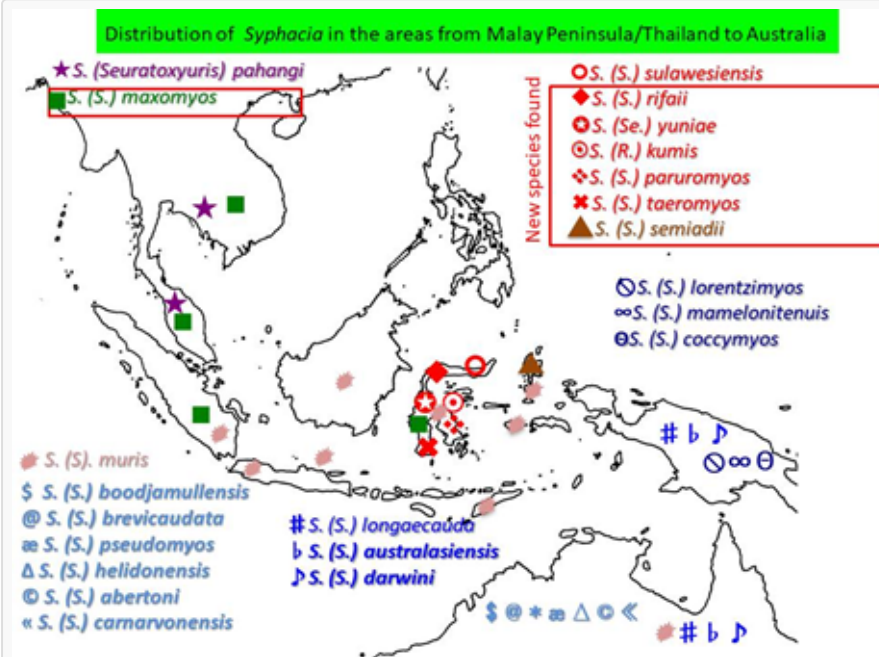 Distribution of Syphacia in the areas from Malay Peninsula/Thailand to Australia
★ S. (Seuratoxyuris) pahangi
S. (S.) maxomyos
S. (S.) sulawesiensis
New species found
S. (S.) rifaii
S. (Se.) yuniae
S. (R.) kumis
S. (S.) paruromyos
S. (S.) taeromyos
S. (S.) semiadii
S. (S.) lorentzimyos
∞ S. (S.) mamelonitenuis
ɵ S. (S.) coccymyos
S. (S). muris
$ S. (S.) boodjamullensis
@ S. (S.) brevicaudata
æ S. (S.) pseudomyos
Δ S. (S.) helidonensis
© S. (S.) abertoni
« S. (S.) carnarvonensis
♯ S. (S.) longaecauda
♭ S. (S.) australasiensis
♪ S. (S.) darwini
♯ ♭ ♪
⦸ ∞ Θ
$ @ * æ Δ © «
♯ ♭ ♪